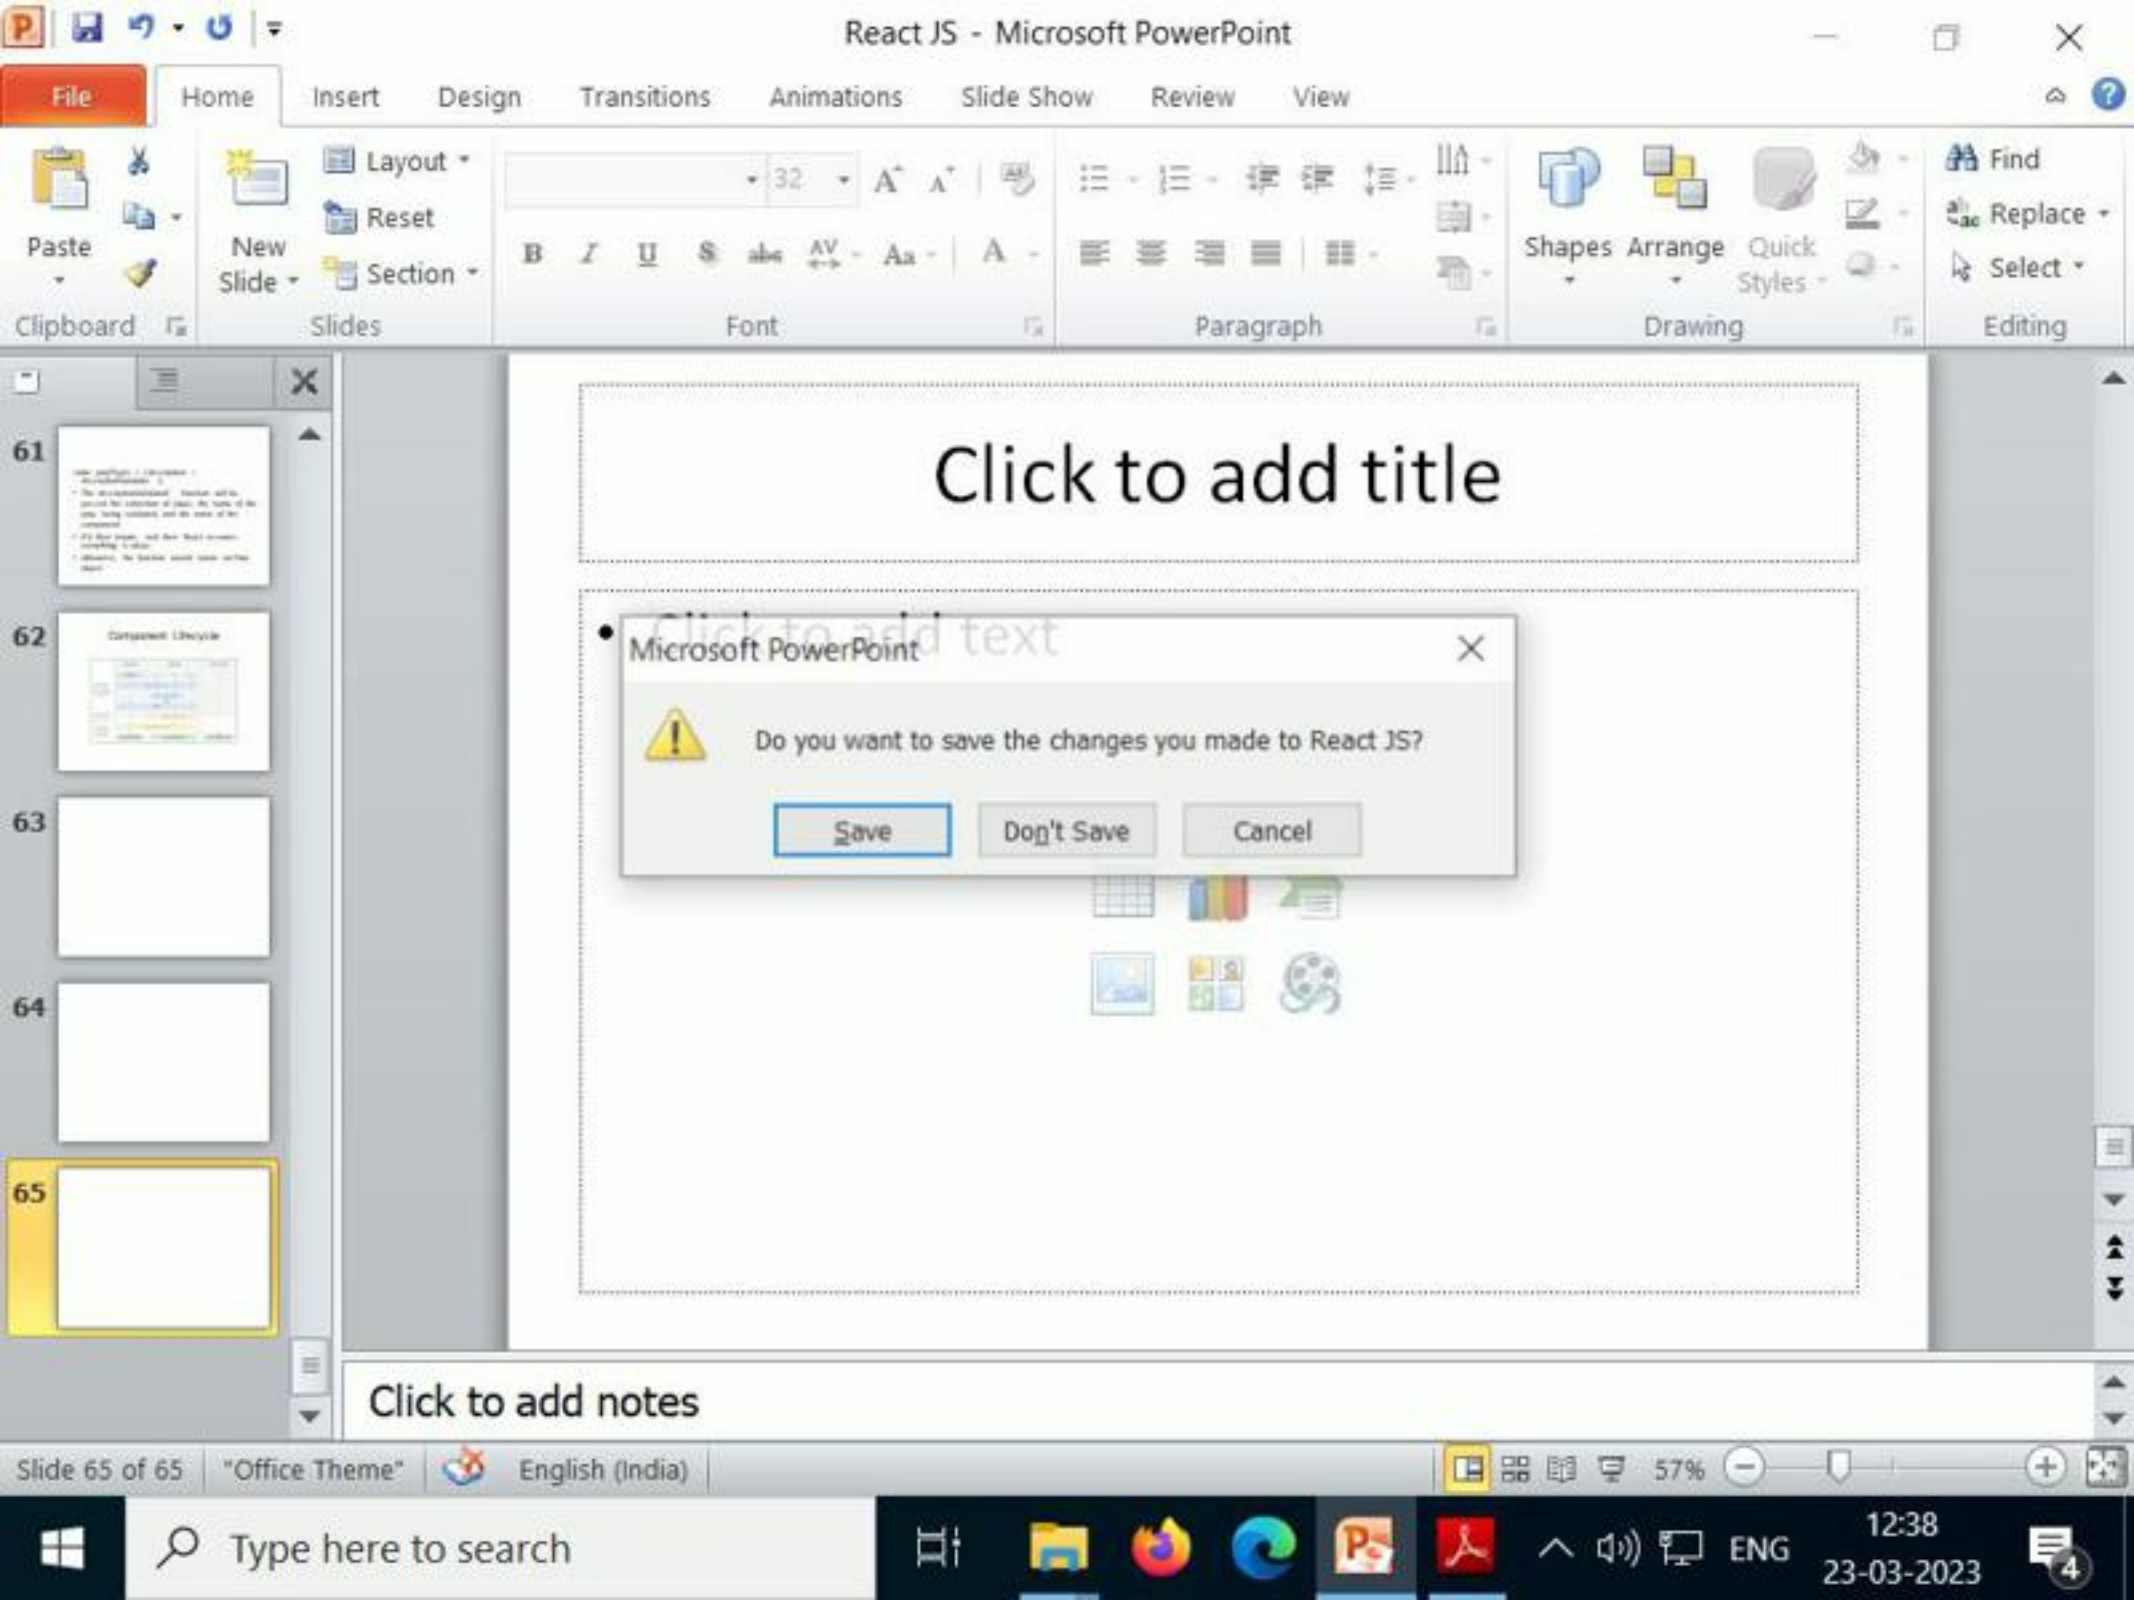 React JS - Microsoft PowerPoint
File Home Insert Design Transitions Animations Slide Show Review View
Paste
Clipboard
New Slide
Layout
Reset
Section
Slides
32
Font
Paragraph
Shapes Arrange Quick Styles
Drawing
Find
Replace
Select
Editing
61
62
Component Lifecycle
63
64
65
Click to add title
Click to add text
Microsoft PowerPoint
Do you want to save the changes you made to React JS?
Save Don't Save Cancel
Click to add notes
Slide 65 of 65 "Office Theme" English (India) 57%
Type here to search
ENG
12:38
23-03-2023
4